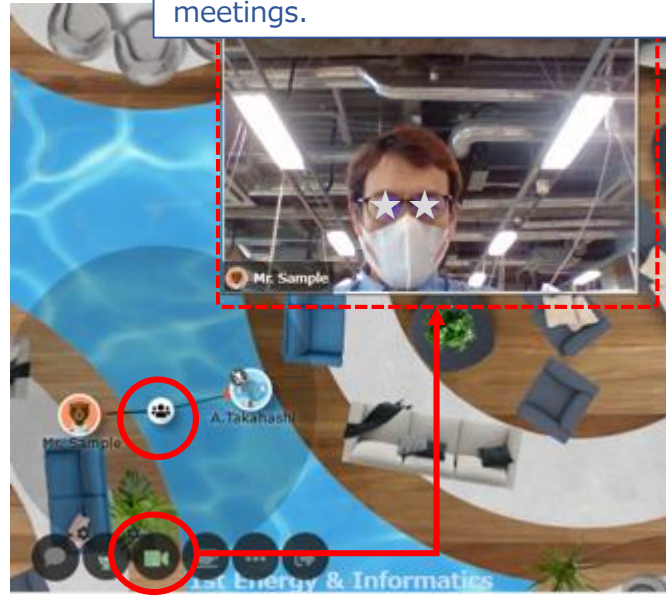 meetings.
Mr. Sample
A.Takahashi
Mr. Sample
1st Energy & Informatics